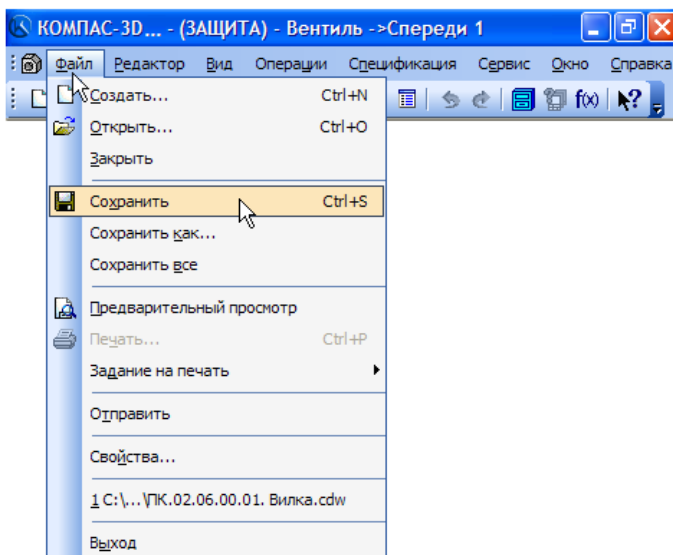 КОМПАС-3D... - (ЗАЩИТА) - Вентиль ->Спереди 1
Файл Редактор Вид Операции Спецификация Сервис Окно Справка
f(x) ?
Создать... Ctrl+N
Открыть... Ctrl+O
Закрыть
Сохранить Ctrl+S
Сохранить как...
Сохранить все
Предварительный просмотр
Печать... Ctrl+P
Задание на печать
Отправить
Свойства...
1 C:\...\ПК.02.06.00.01. Вилка.cdw
Выход